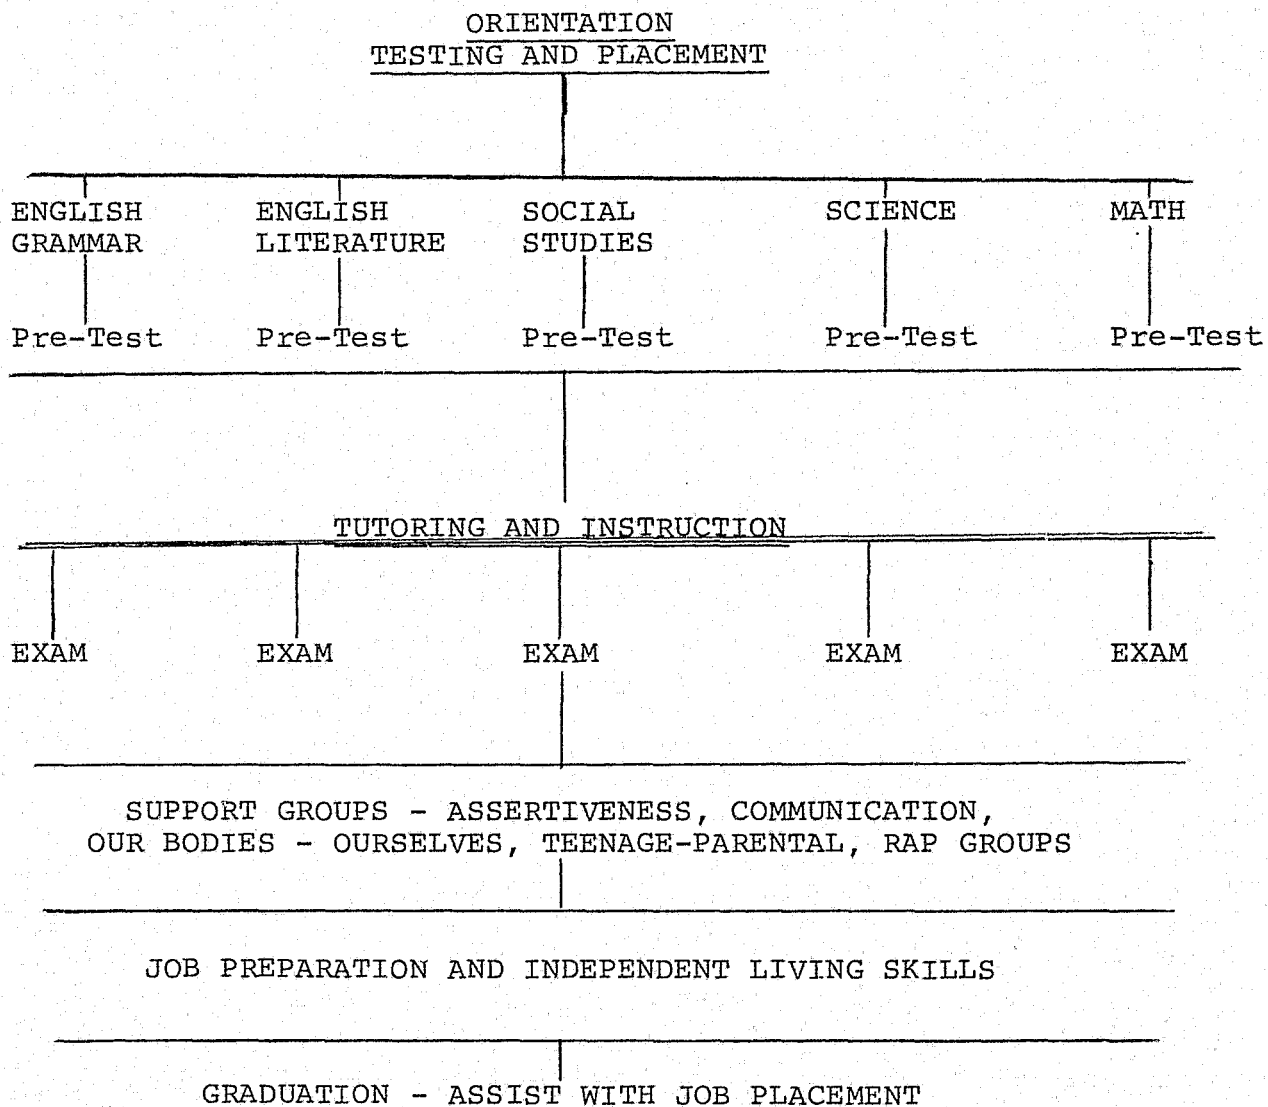 ORIENTATION
TESTING AND PLACEMENT
ENGLISH GRAMMAR
ENGLISH LITERATURE
SOCIAL STUDIES
SCIENCE
MATH
Pre-Test Pre-Test Pre-Test Pre-Test Pre-Test
TUTORING AND INSTRUCTION
EXAM EXAM EXAM EXAM EXAM
SUPPORT GROUPS - ASSERTIVENESS, COMMUNICATION,
OUR BODIES - OURSELVES, TEENAGE-PARENTAL, RAP GROUPS
JOB PREPARATION AND INDEPENDENT LIVING SKILLS
GRADUATION - ASSIST WITH JOB PLACEMENT